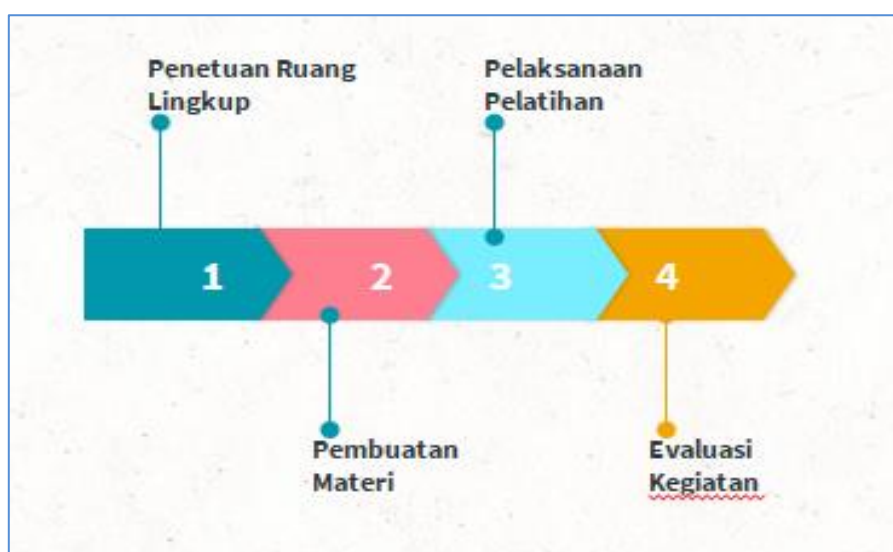 Penetuan Ruang
Lingkup
Pelaksanaan
Pelatihan
1
2
3
4
Pembuatan
Materi
Evaluasi
Kegiatan